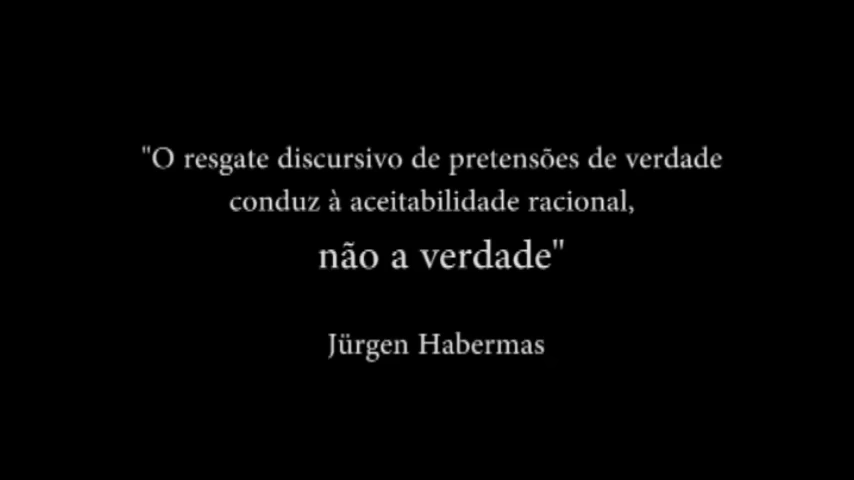 "O resgate discursivo de pretensões de verdade
conduz à aceitabilidade racional,
não a verdade"
Jürgen Habermas